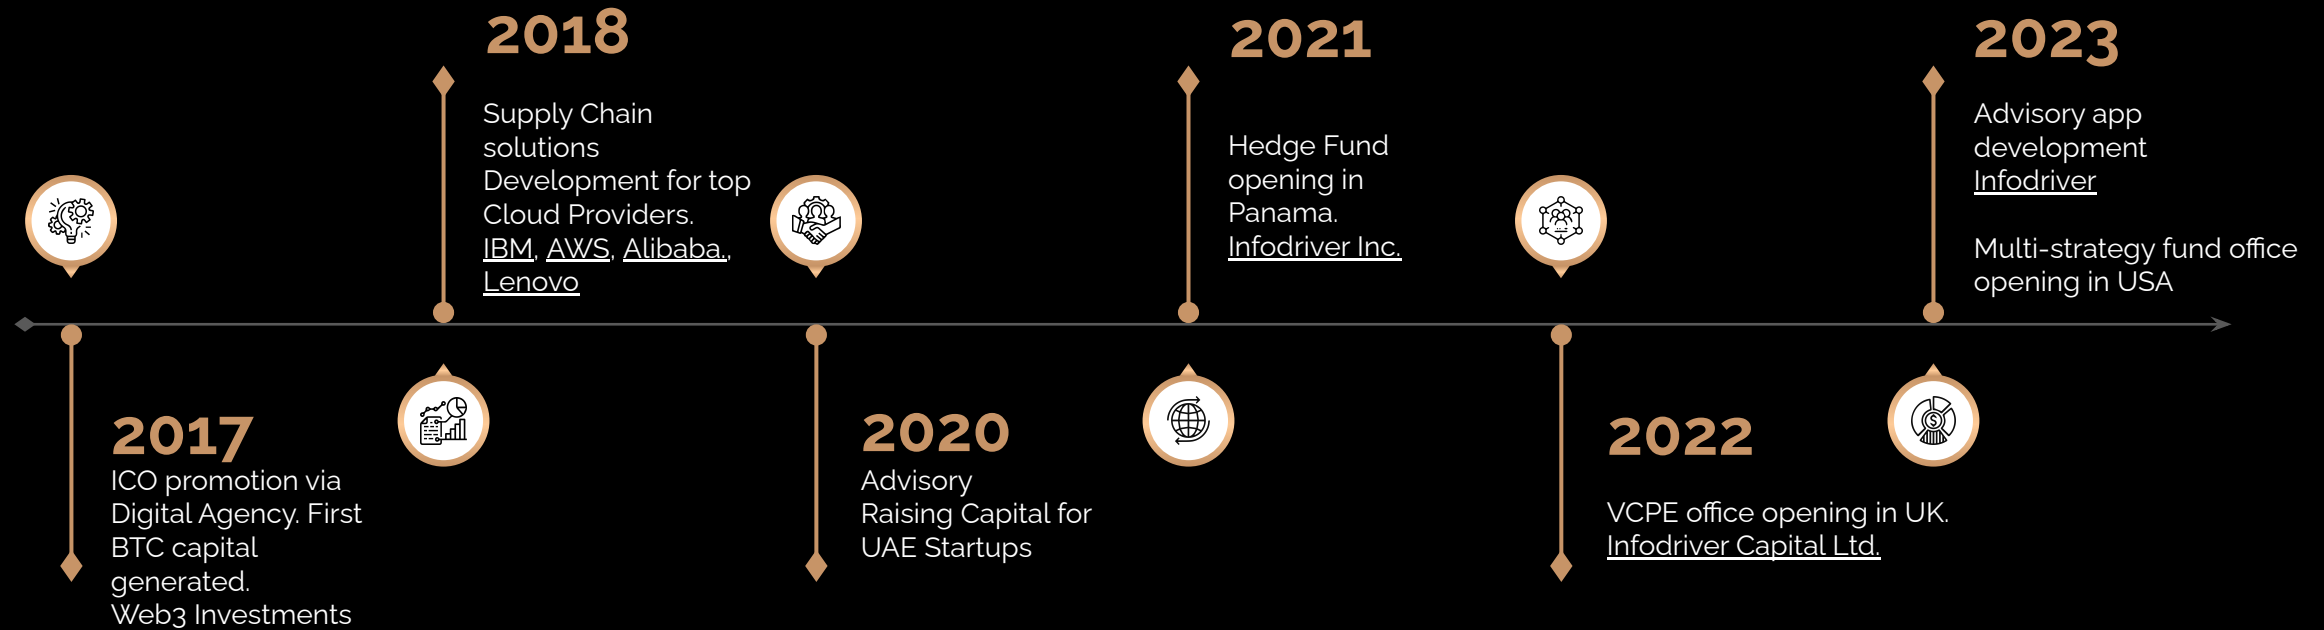 2017
ICO promotion via
Digital Agency. First
BTC capital
generated.
Web3 Investments
2018
Supply Chain
solutions
Development for top
Cloud Providers.
IBM, AWS, Alibaba.,
Lenovo
2020
Advisory
Raising Capital for
UAE Startups
2021
Hedge Fund
opening in
Panama.
Infodriver Inc.
2022
VCPE office opening in UK.
Infodriver Capital Ltd.
2023
Advisory app
development
Infodriver
Multi-strategy fund office
opening in USA